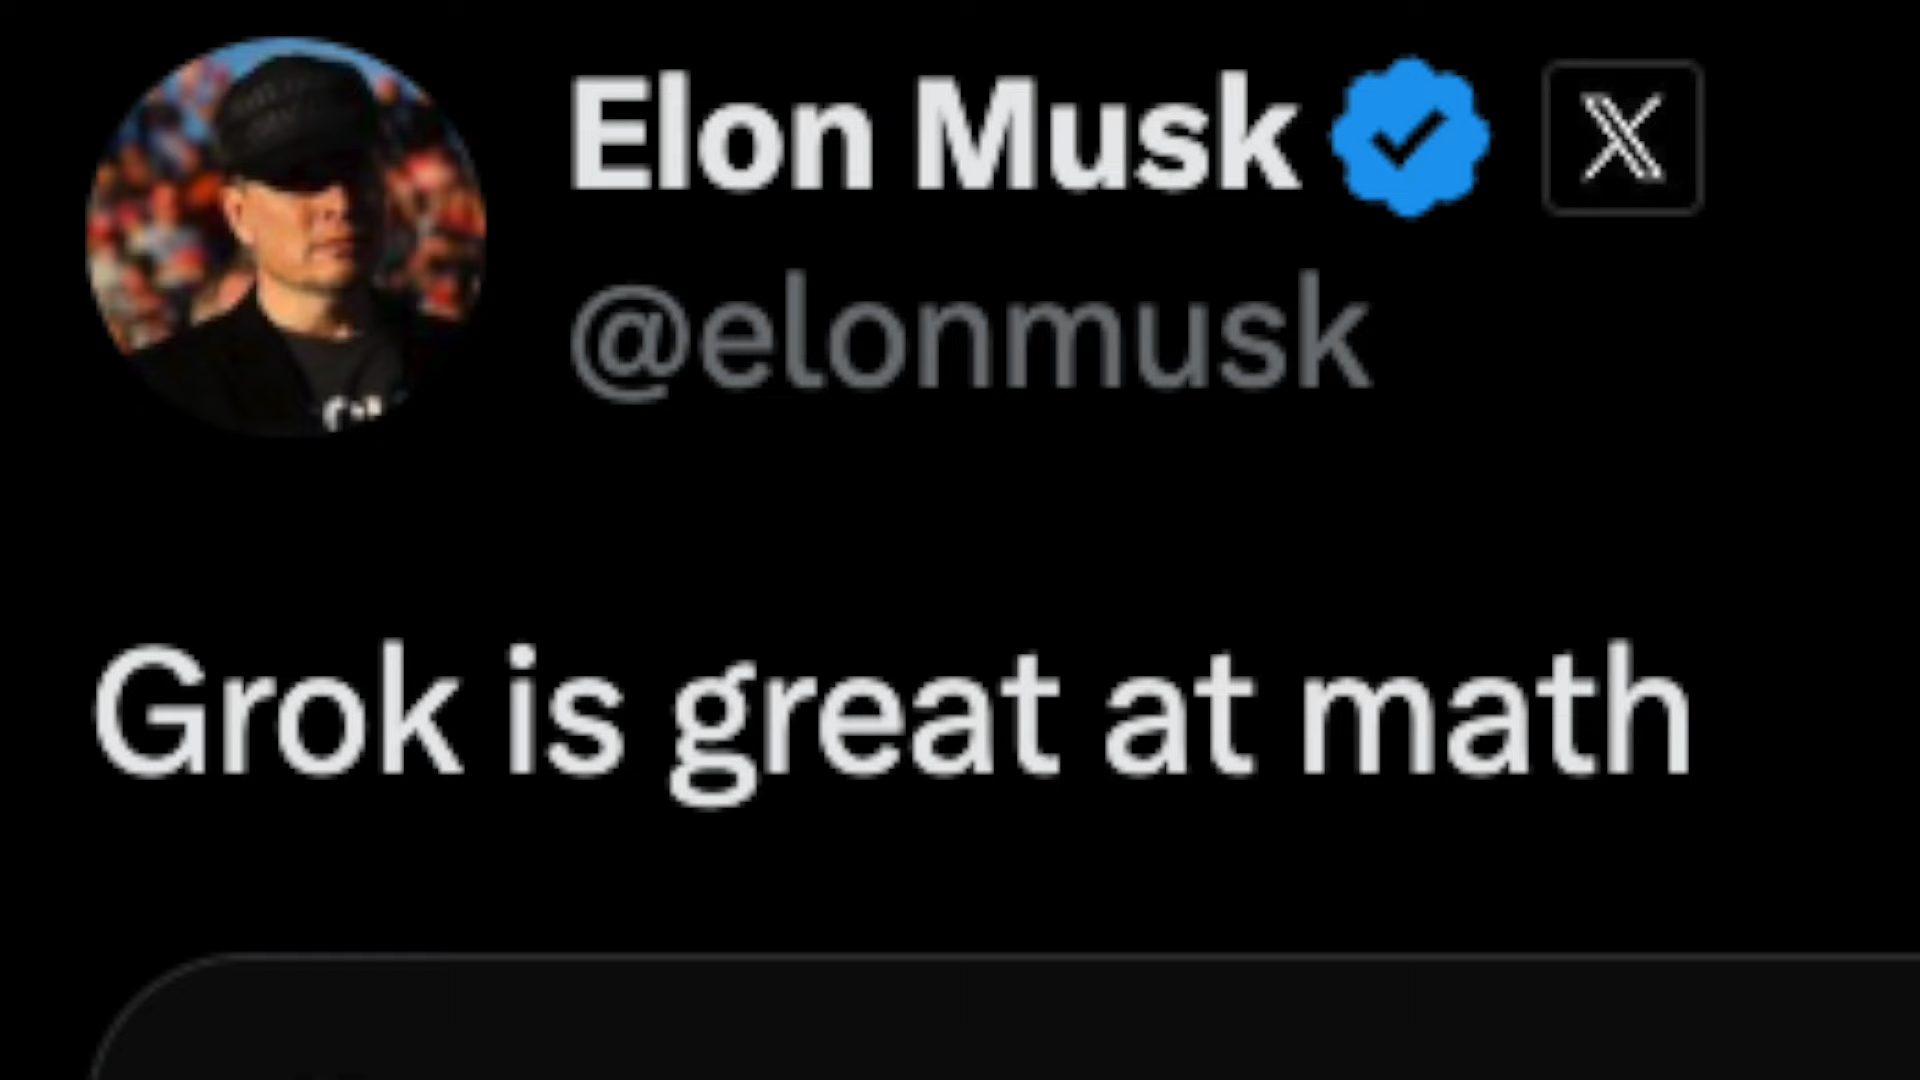 Elon Musk
@elonmusk
Grok is great at math